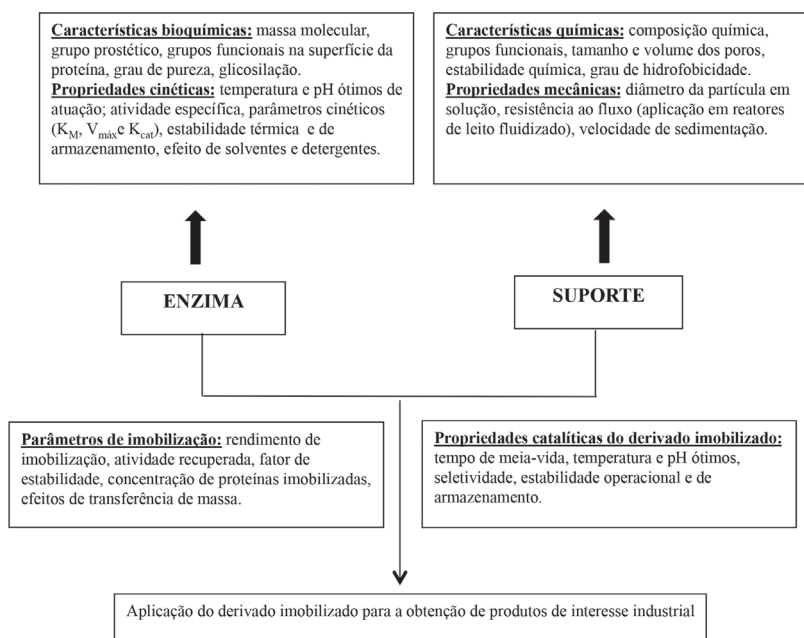 Características bioquímicas: massa molecular,
grupo prostético, grupos funcionais na superfície da
proteína, grau de pureza, glicosilação.
Propriedades cinéticas: temperatura e pH ótimos de
atuação; atividade específica, parâmetros cinéticos
(KM, Vmáx e Kcat), estabilidade térmica e de
armazenamento, efeito de solventes e detergentes.
Características químicas: composição química,
grupos funcionais, tamanho e volume dos poros,
estabilidade química, grau de hidrofobicidade.
Propriedades mecânicas: diâmetro da partícula em
solução, resistência ao fluxo (aplicação em reatores
de leito fluidizado), velocidade de sedimentação.
ENZIMA
SUPORTE
Parâmetros de imobilização: rendimento de
imobilização, atividade recuperada, fator de
estabilidade, concentração de proteínas imobilizadas,
efeitos de transferência de massa.
Propriedades catalíticas do derivado imobilizado:
tempo de meia-vida, temperatura e pH ótimos,
seletividade, estabilidade operacional e de
armazenamento.
Aplicação do derivado imobilizado para a obtenção de produtos de interesse industrial